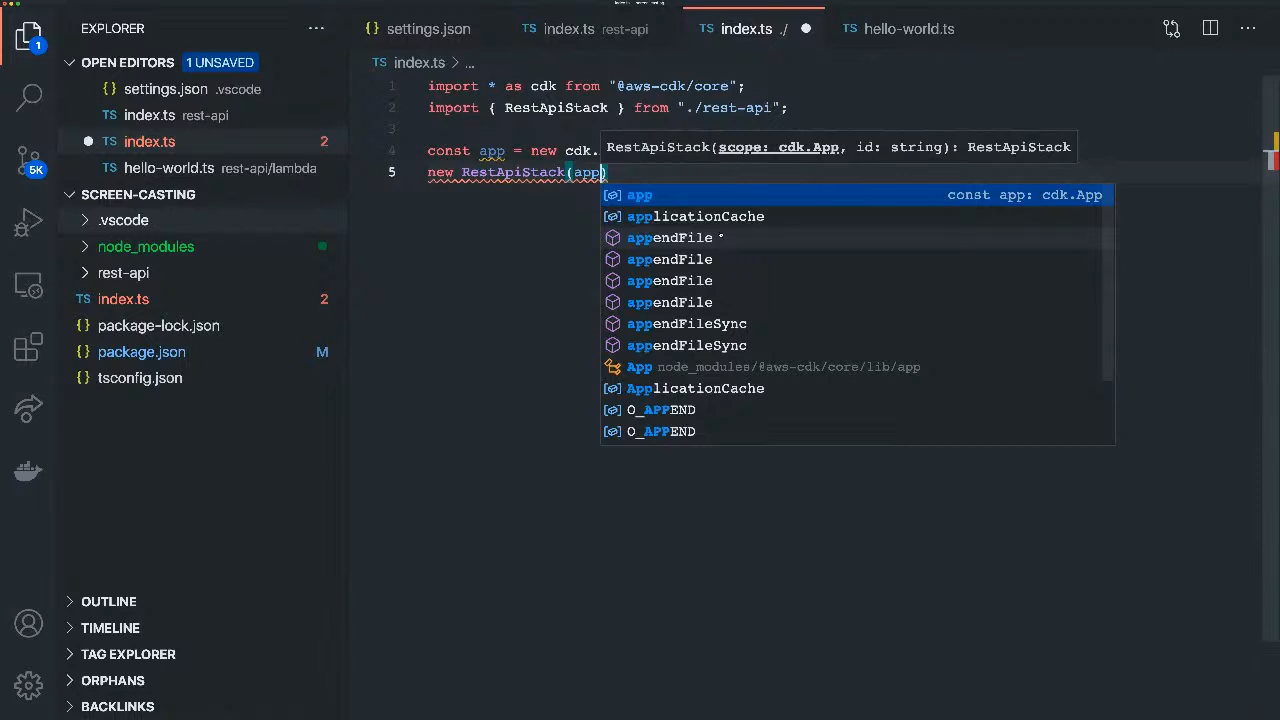 EXPLORER
settings.json
index.ts rest-api
index.ts ./
hello-world.ts
OPEN EDITORS 1 UNSAVED
settings.json .vscode
index.ts rest-api
index.ts 2
hello-world.ts rest-api/lambda
SCREEN-CASTING
.vscode
node_modules
rest-api
index.ts 2
package-lock.json
package.json M
tsconfig.json
OUTLINE
TIMELINE
TAG EXPLORER
ORPHANS
BACKLINKS
1
5K
TS index.ts > ...
1 import * as cdk from "@aws-cdk/core";
2 import { RestApiStack } from "./rest-api";
3
4 const app = new cdk.
5 new RestApiStack(app)
RestApiStack(scope: cdk.App, id: string): RestApiStack
app const app: cdk.App
applicationCache
appendFile
appendFile
appendFile
appendFile
appendFileSync
appendFileSync
App node_modules/@aws-cdk/core/lib/app
ApplicationCache
O_APPEND
O_APPEND